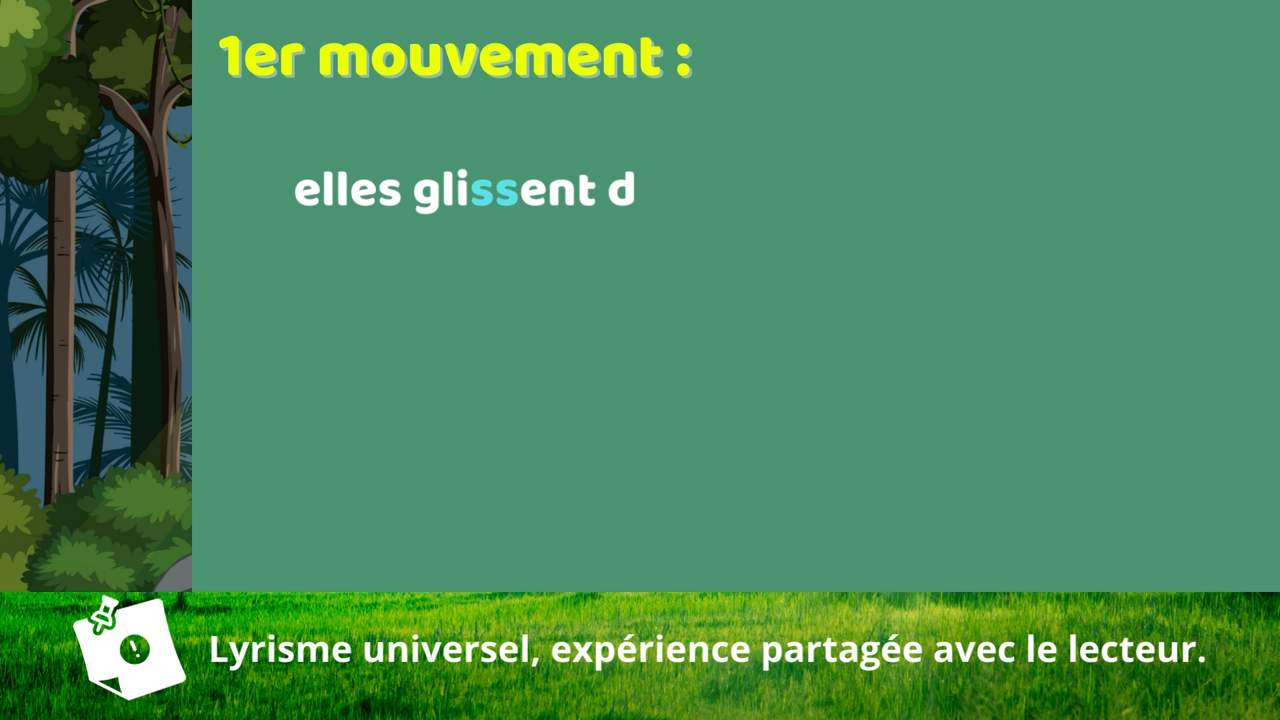 1er mouvement :
elles glissent d
Lyrisme universel, expérience partagée avec le lecteur.